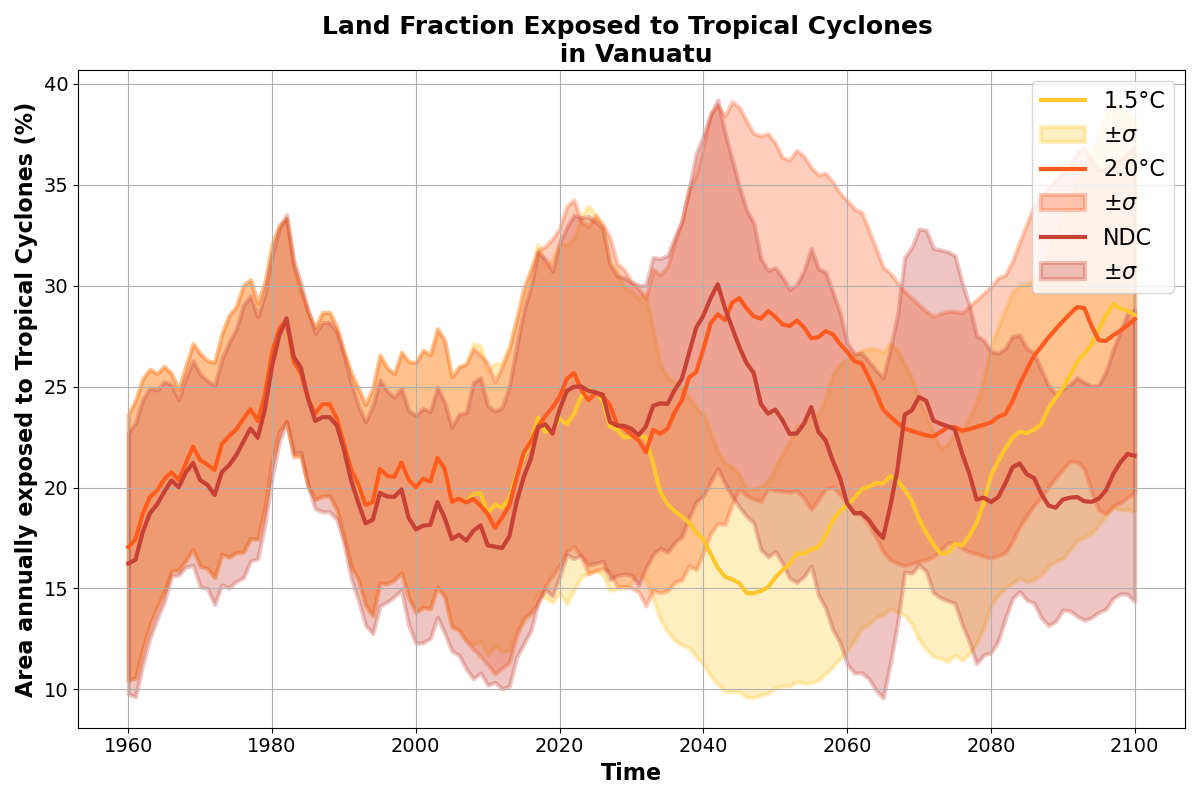 Land Fraction Exposed to Tropical Cyclones
in Vanuatu
Area annually exposed to Tropical Cyclones (%)
40
35
30
25
20
15
10
1960
1980
2000
2020
2040
2060
2080
2100
Time
1.5°C
±σ
2.0°C
±σ
NDC
±σ